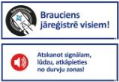 Brauciens
jāreģistrē visiem!
Atskanot signālam,
lūdzu, atkāpieties
no durvju zonas!